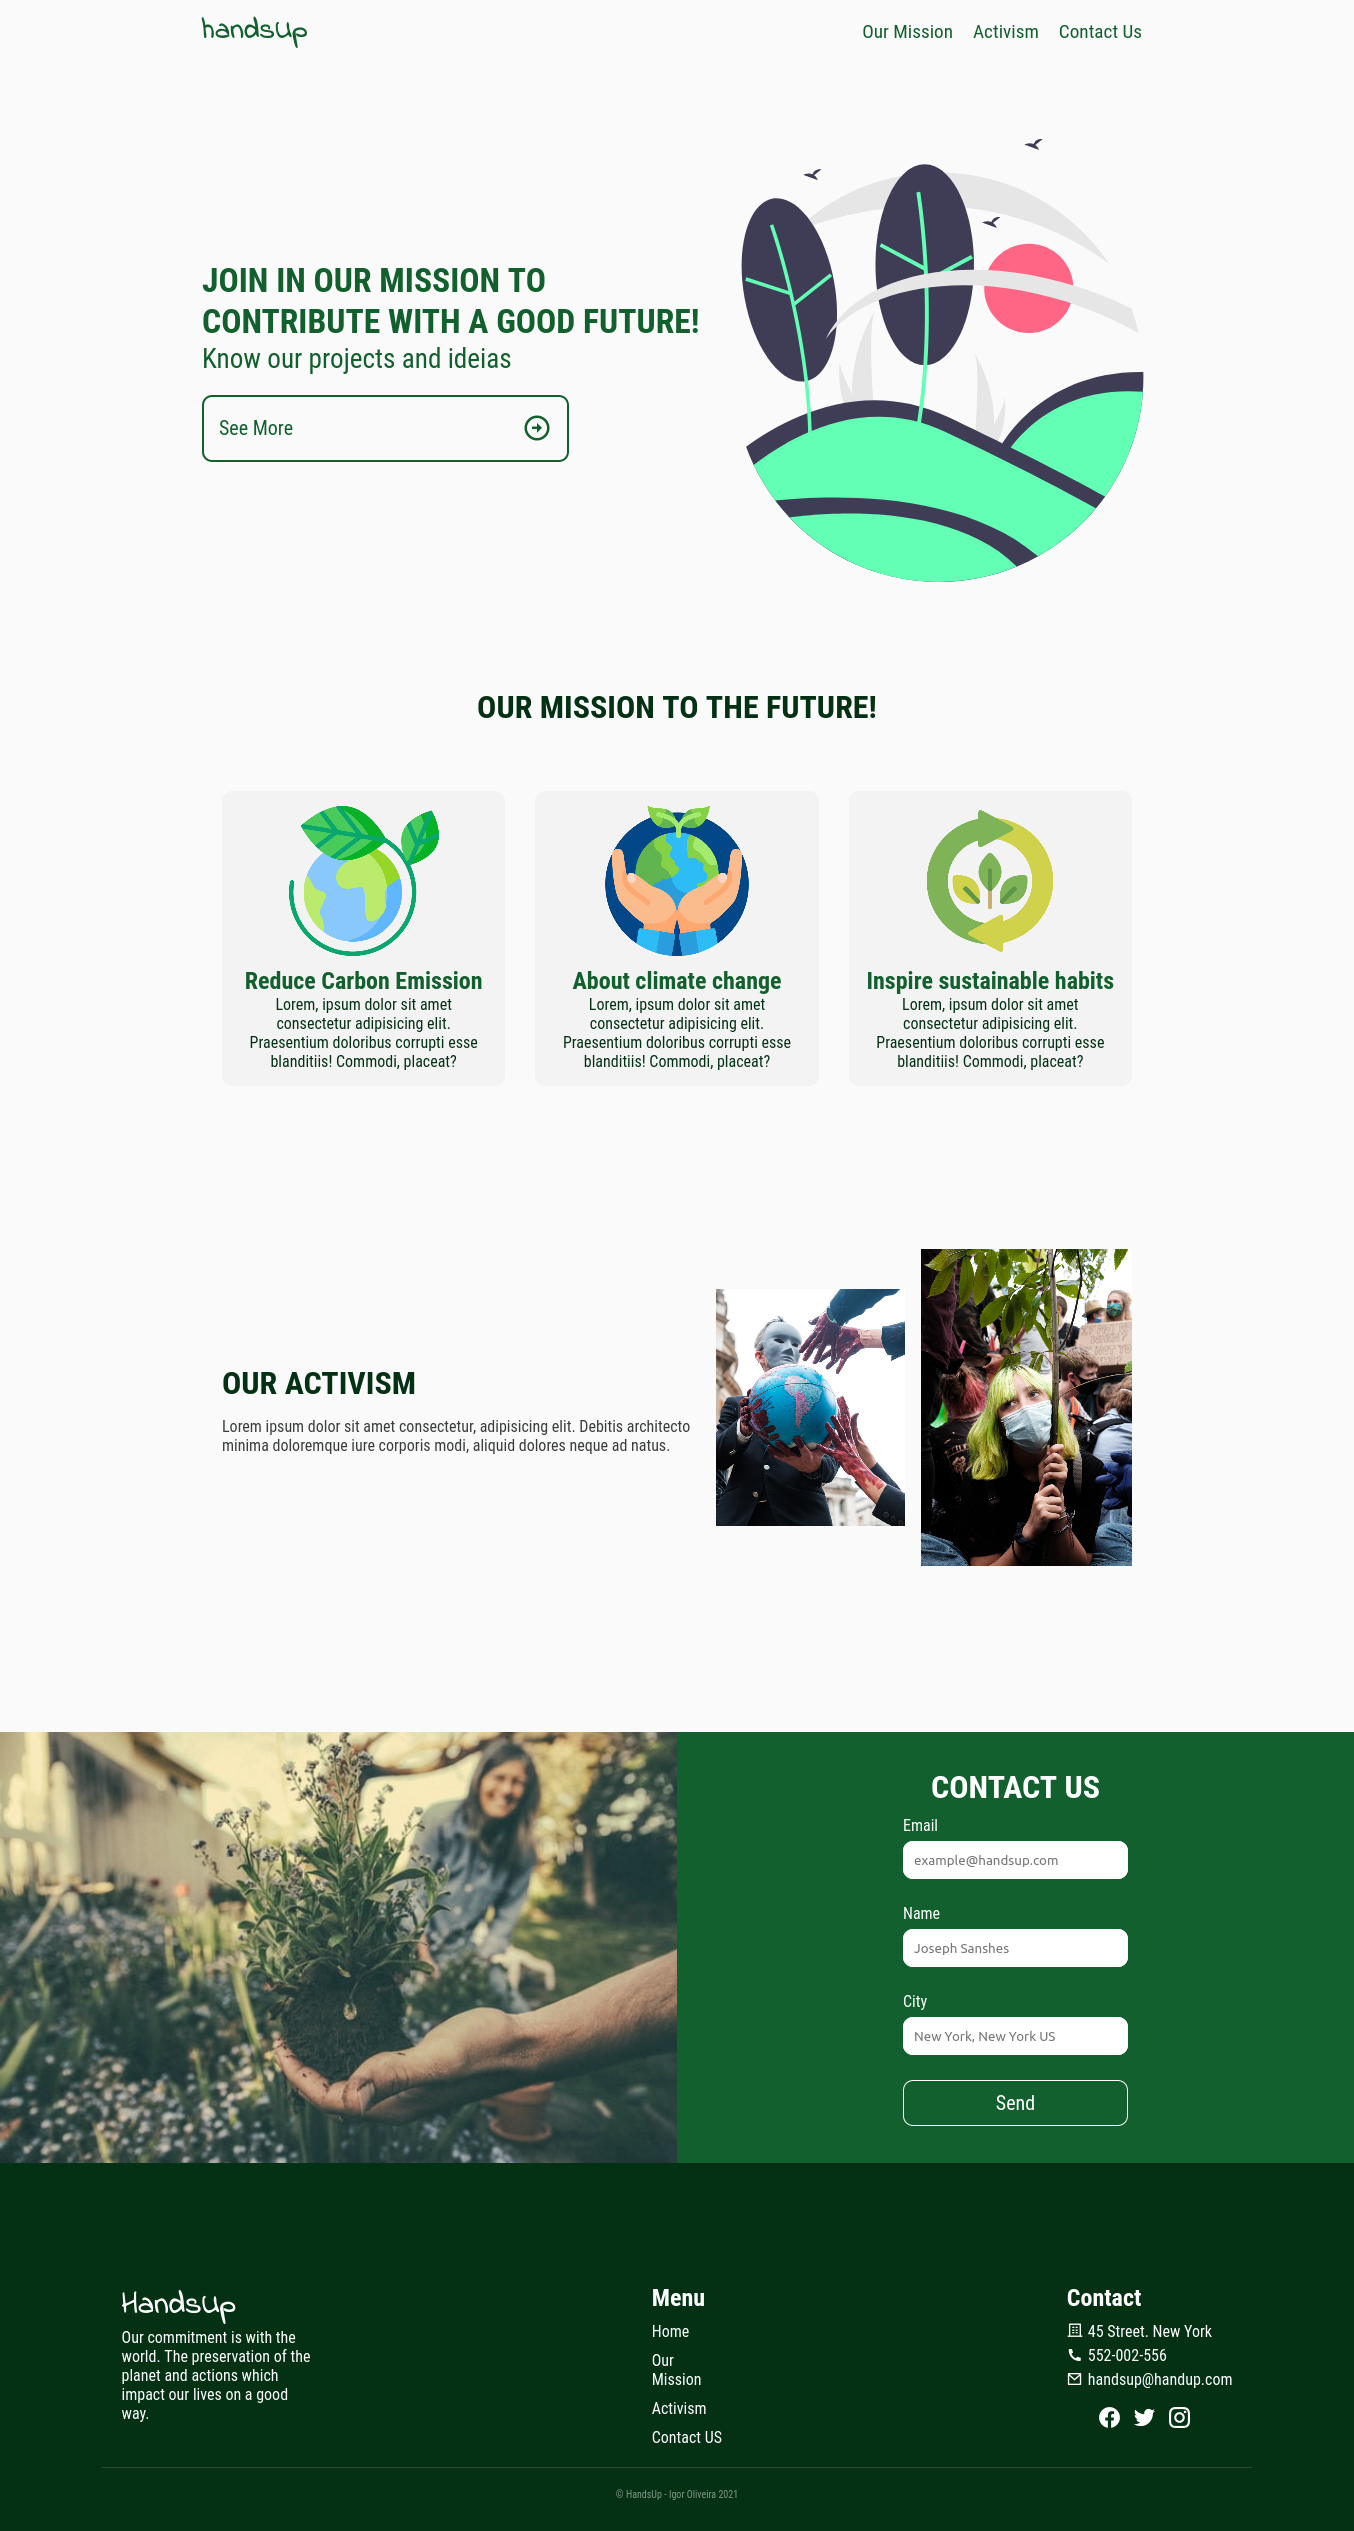 handsUp
Our Mission Activism Contact Us
JOIN IN OUR MISSION TO
CONTRIBUTE WITH A GOOD FUTURE!
Know our projects and ideias
See More
OUR MISSION TO THE FUTURE!
Reduce Carbon Emission
Lorem, ipsum dolor sit amet
consectetur adipisicing elit.
Praesentium doloribus corrupti esse
blanditiis! Commodi, placeat?
About climate change
Lorem, ipsum dolor sit amet
consectetur adipisicing elit.
Praesentium doloribus corrupti esse
blanditiis! Commodi, placeat?
Inspire sustainable habits
Lorem, ipsum dolor sit amet
consectetur adipisicing elit.
Praesentium doloribus corrupti esse
blanditiis! Commodi, placeat?
OUR ACTIVISM
Lorem ipsum dolor sit amet consectetur, adipisicing elit. Debitis architecto
minima doloremque iure corporis modi, aliquid dolores neque ad natus.
CONTACT US
Email
example@handsup.com
Name
Joseph Sanshes
City
New York, New York US
Send
HandsUp
Our commitment is with the
world. The preservation of the
planet and actions which
impact our lives on a good
way.
Menu
Home
Our
Mission
Activism
Contact US
Contact
45 Street. New York
552-002-556
handsup@handup.com
© HandsUp - Igor Oliveira 2021